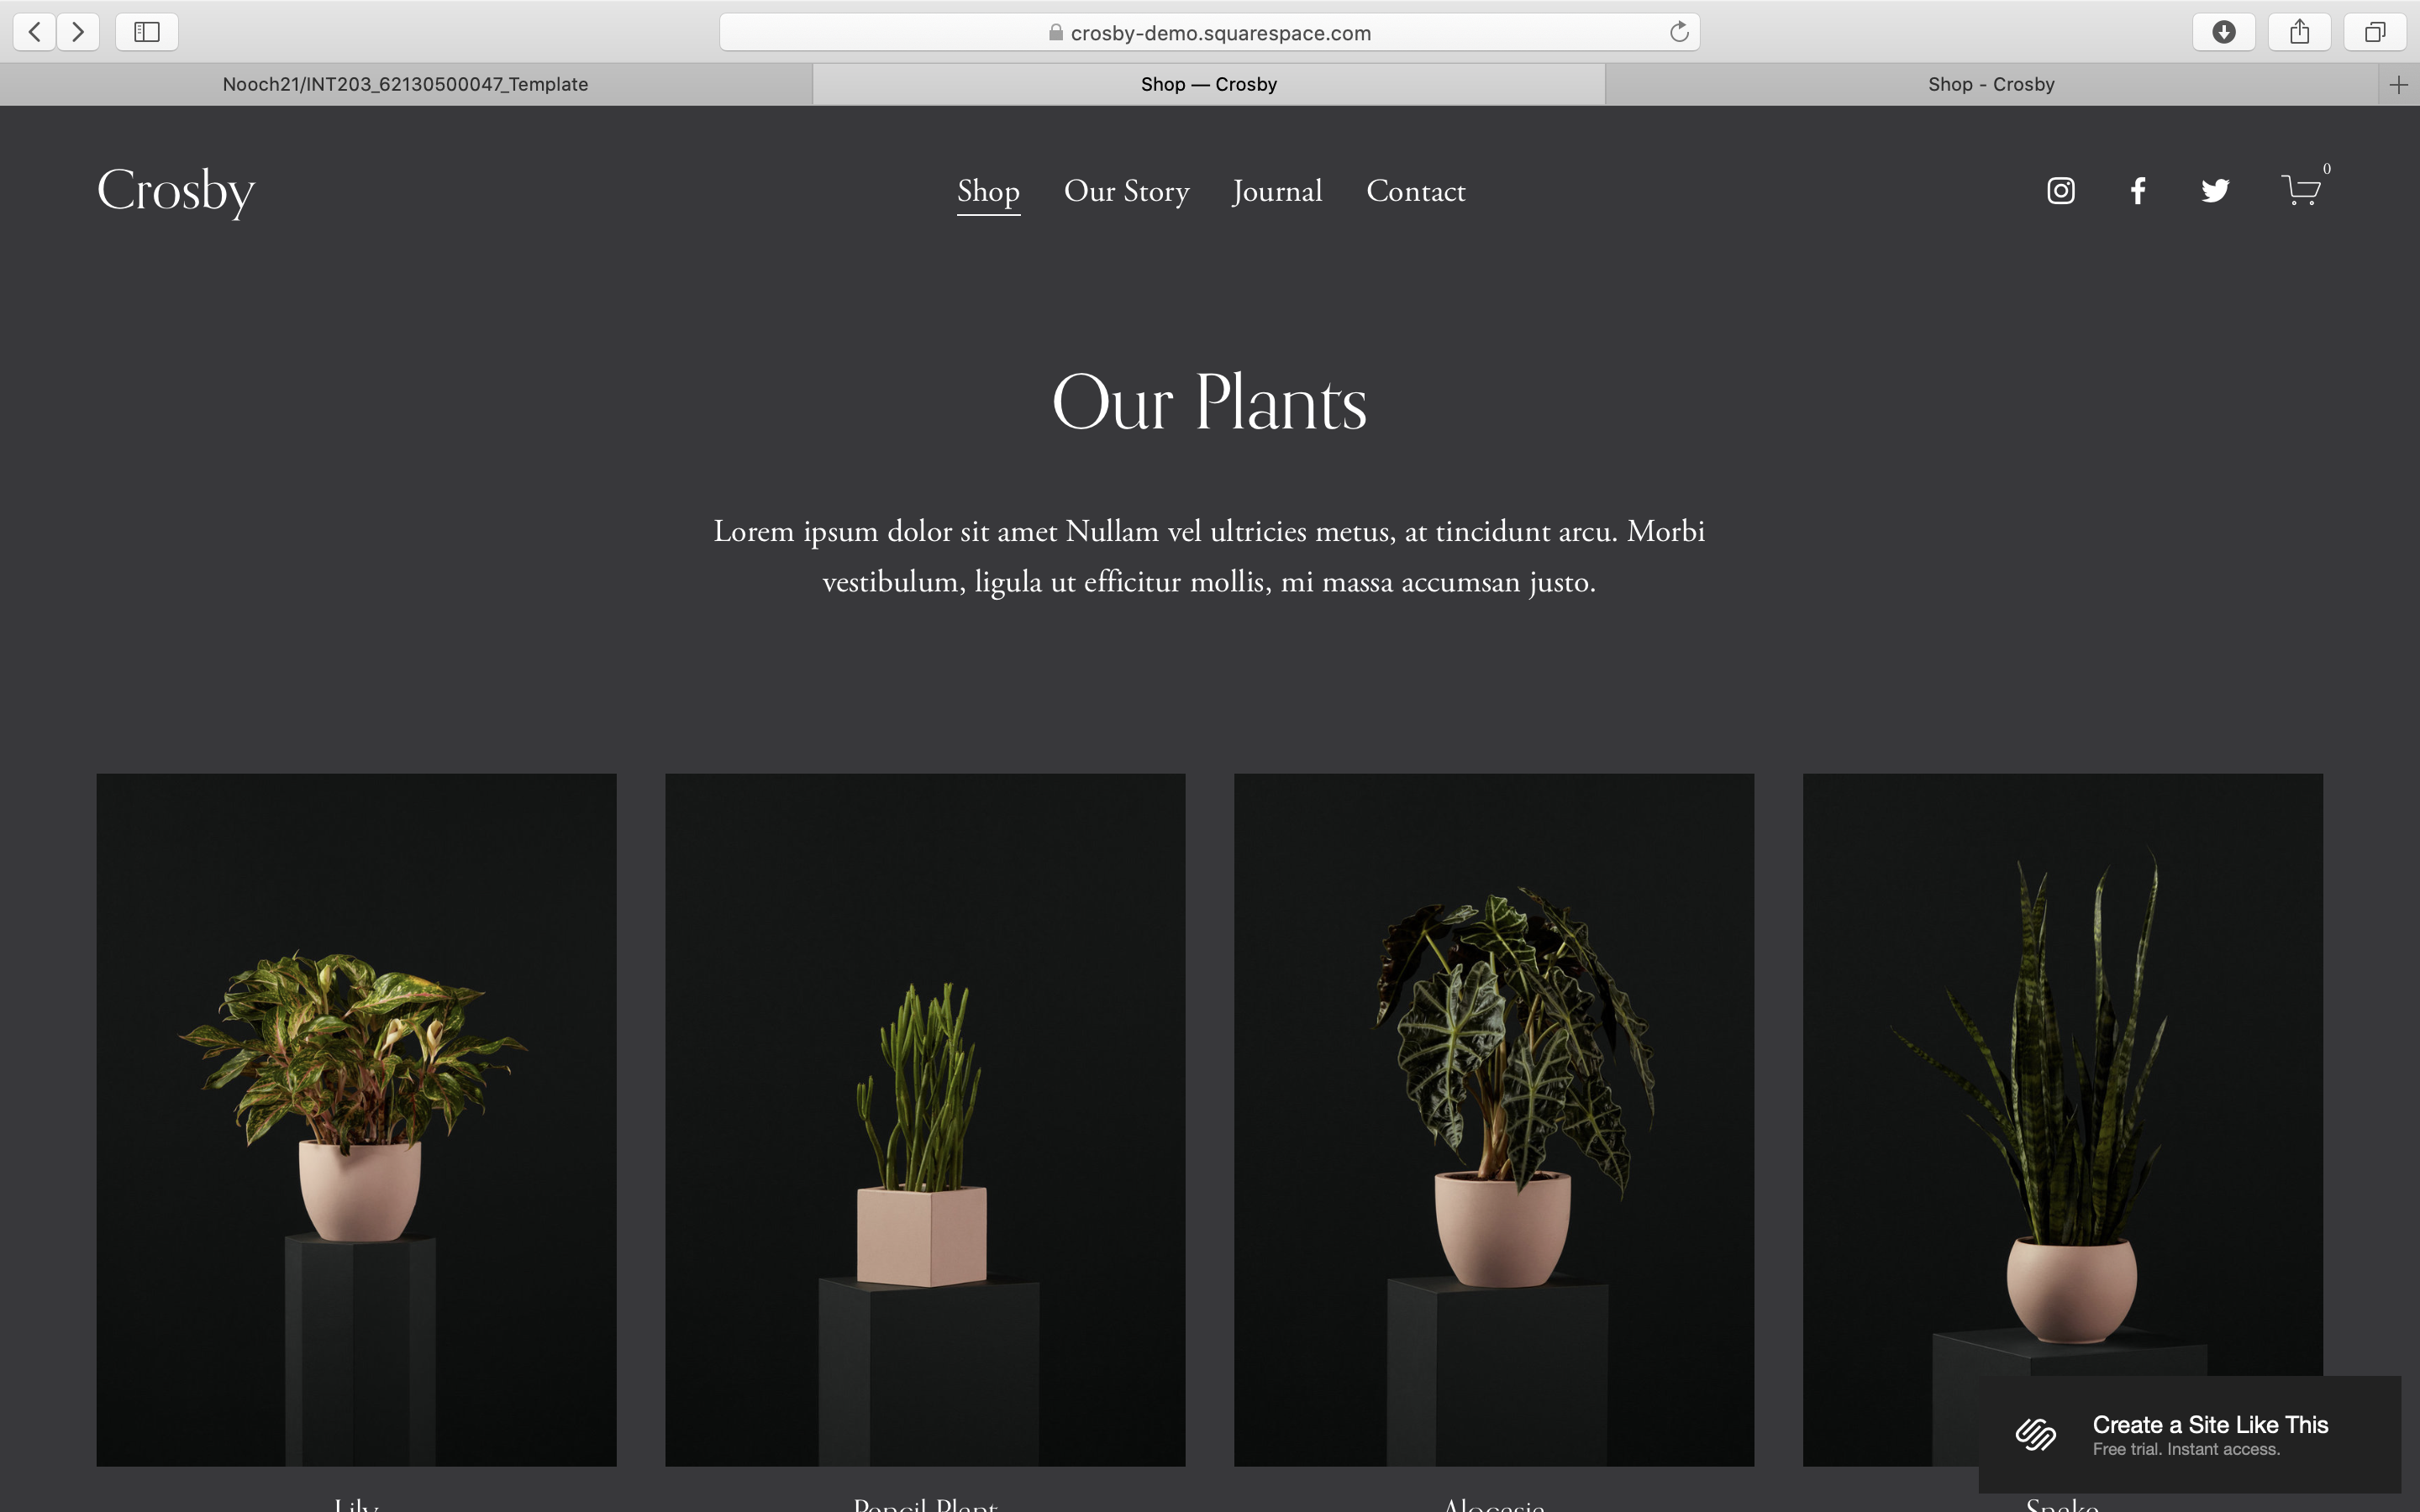 crosby-demo.squarespace.com
Nooch21/INT203_62130500047_Template
Shop — Crosby
Shop - Crosby
Crosby
Shop
Our Story
Journal
Contact
0
Our Plants
Lorem ipsum dolor sit amet Nullam vel ultricies metus, at tincidunt arcu. Morbi
vestibulum, ligula ut efficitur mollis, mi massa accumsan justo.
Create a Site Like This
Free trial. Instant access.
Lily
Pencil Plant
Alocasia
Snake